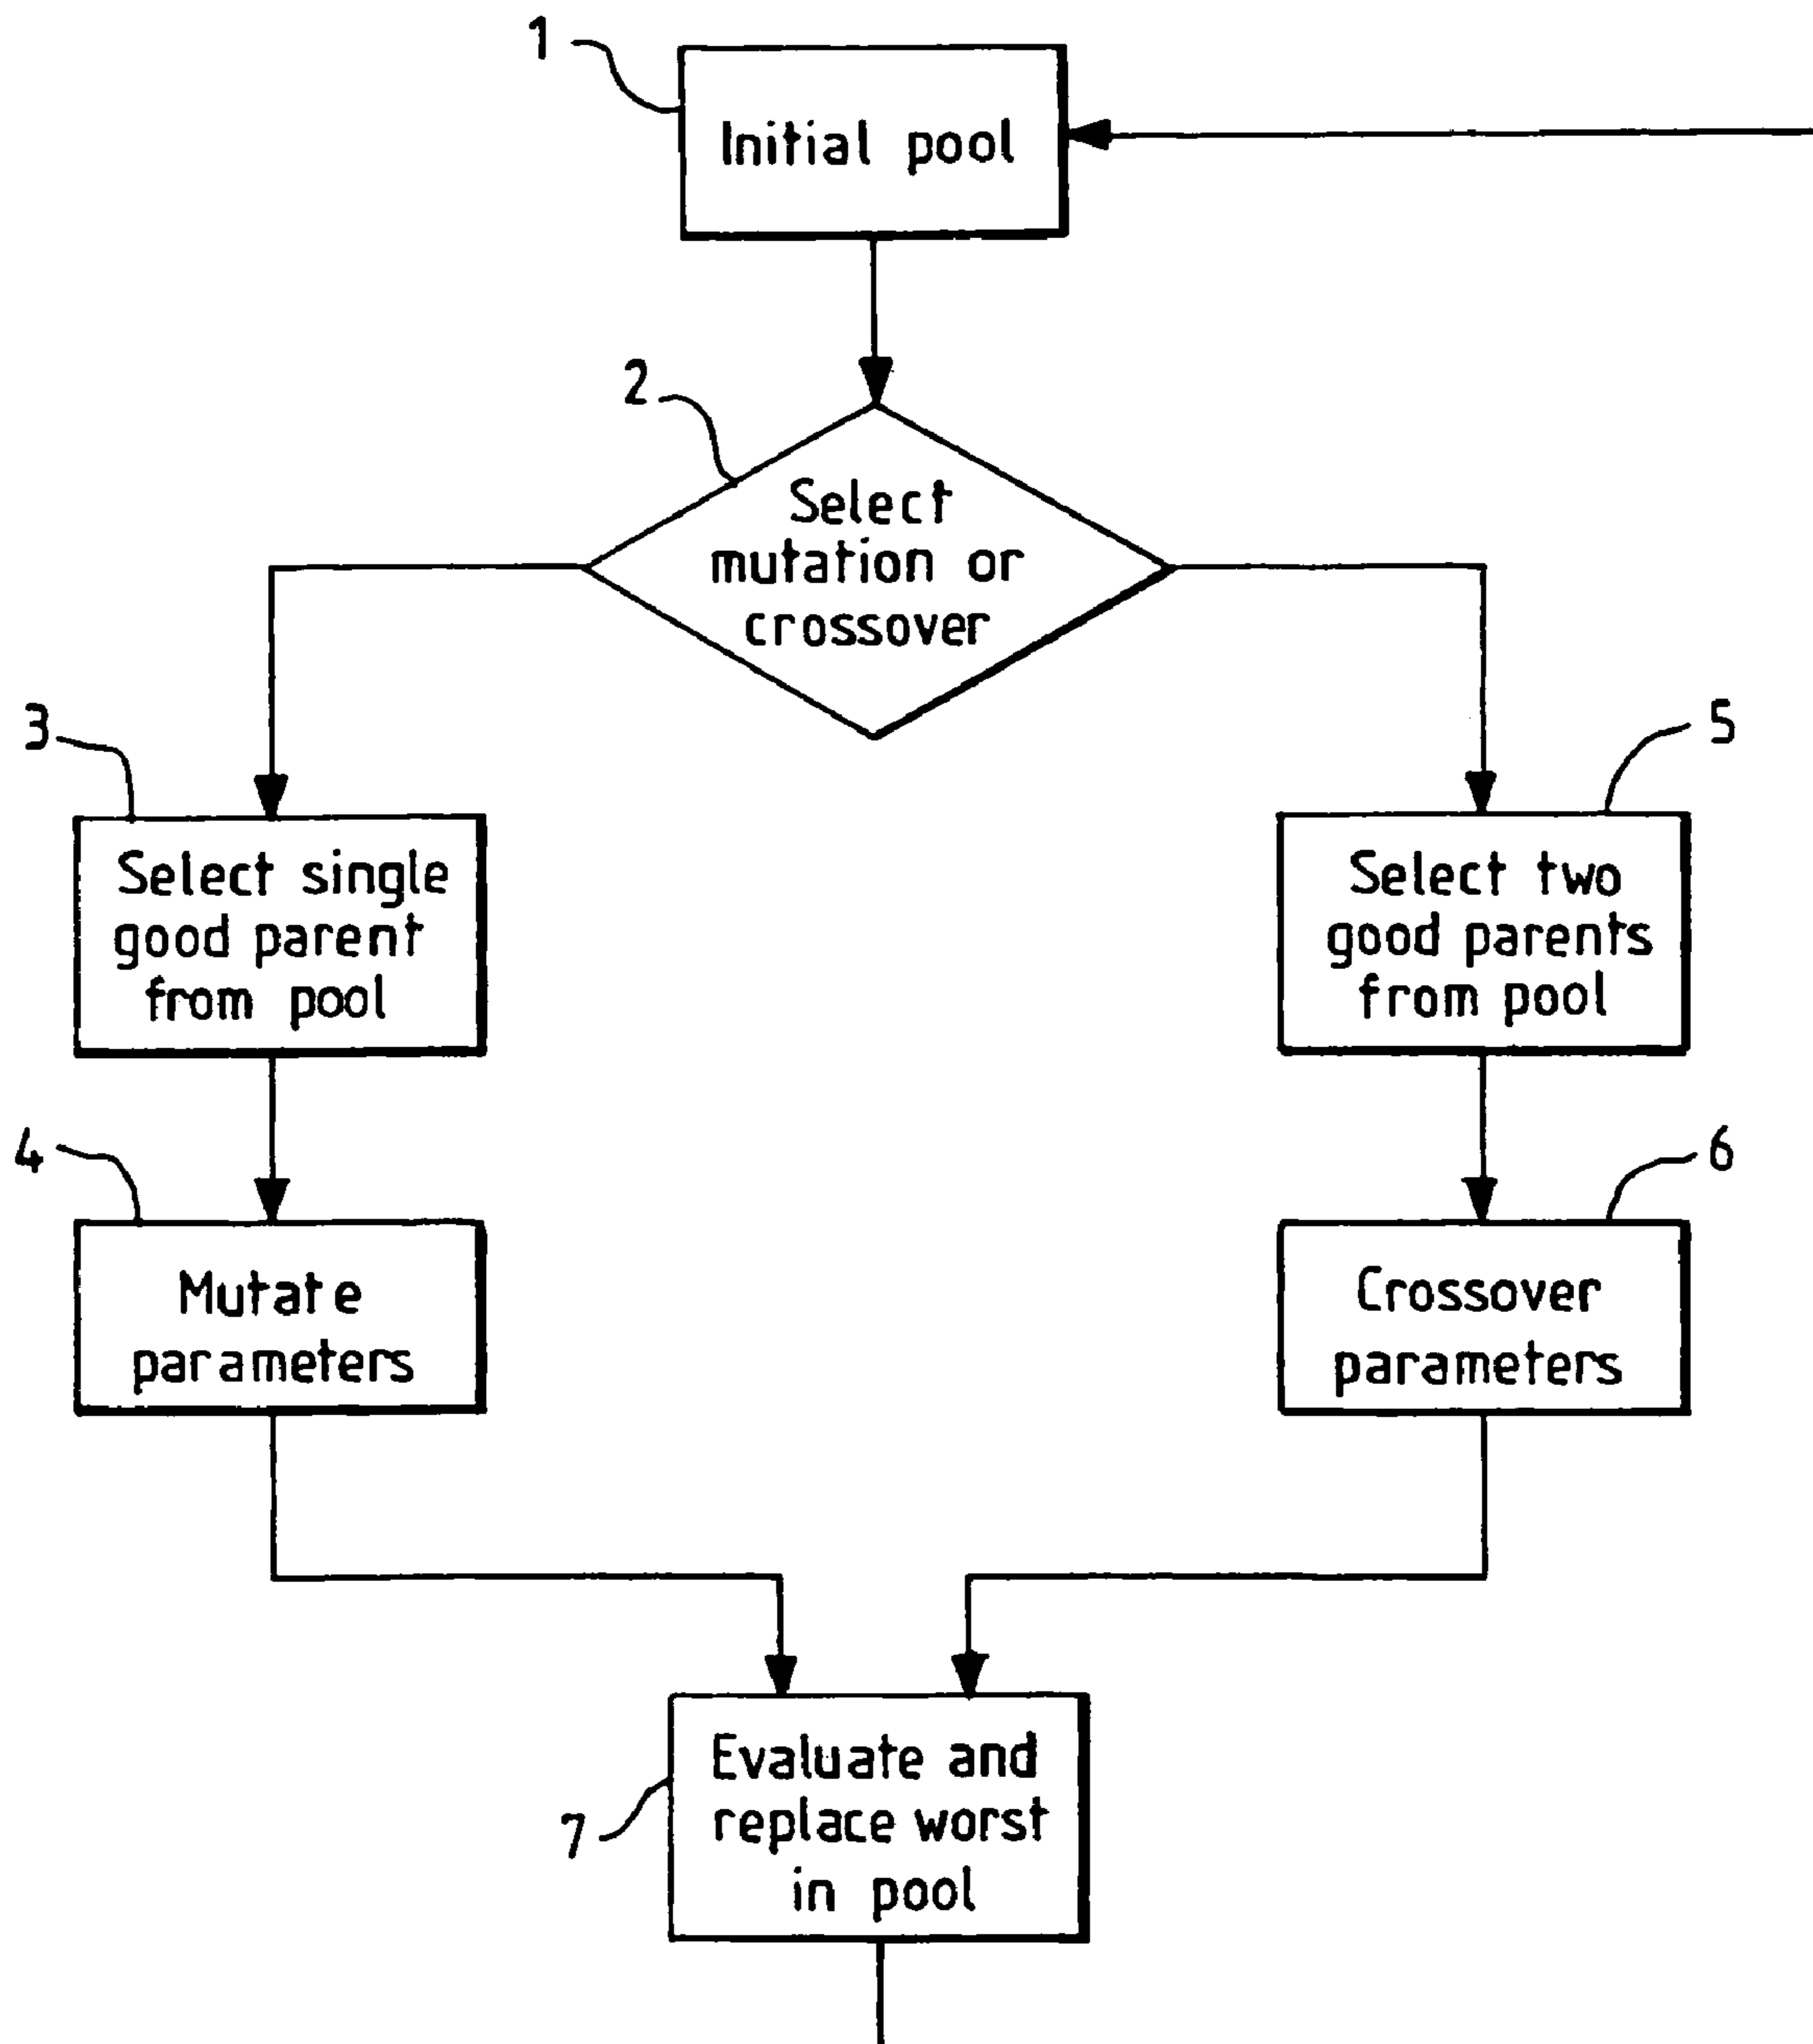 1
Initial pool
2
Select
mutation or
crossover
3
Select single
good parent
from pool
5
Select two
good parents
from pool
4
Mutate
parameters
6
Crossover
parameters
Evaluate and
replace worst
in pool
7